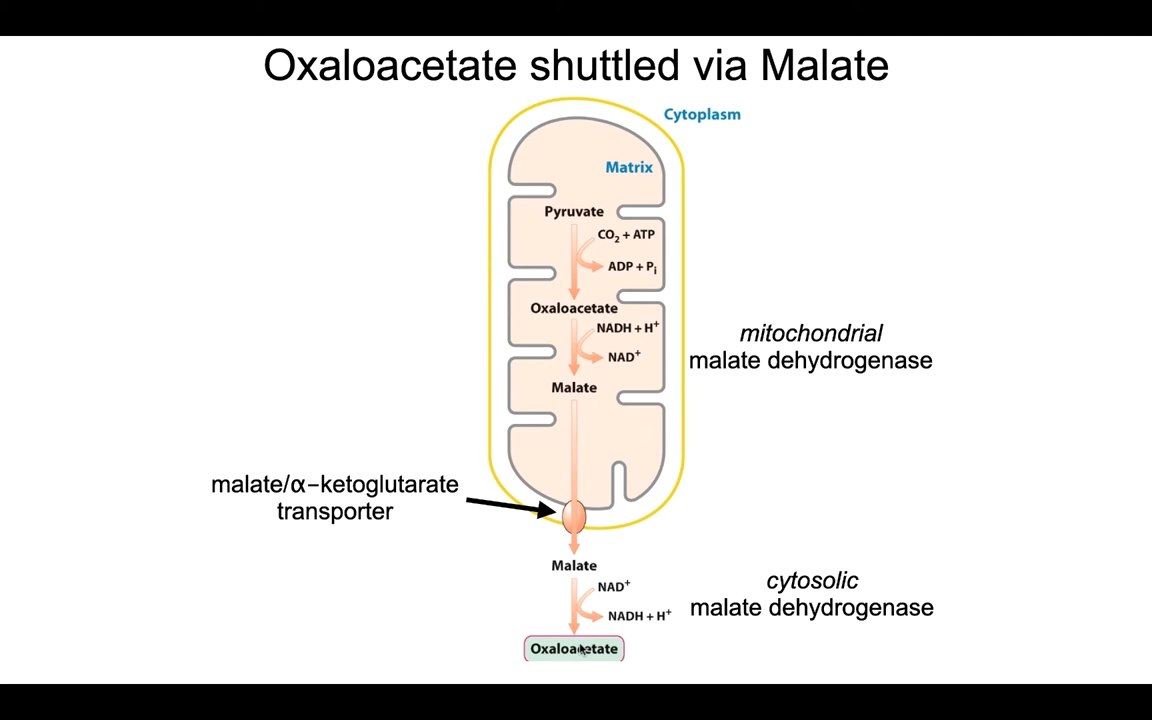 Oxaloacetate shuttled via Malate
Cytoplasm
Matrix
Pyruvate
CO₂ + ATP
ADP + Pᵢ
Oxaloacetate
NADH + H⁺
NAD⁺
mitochondrial
malate dehydrogenase
Malate
malate/α–ketoglutarate
transporter
Malate
NAD⁺
NADH + H⁺
cytosolic
malate dehydrogenase
Oxaloacetate